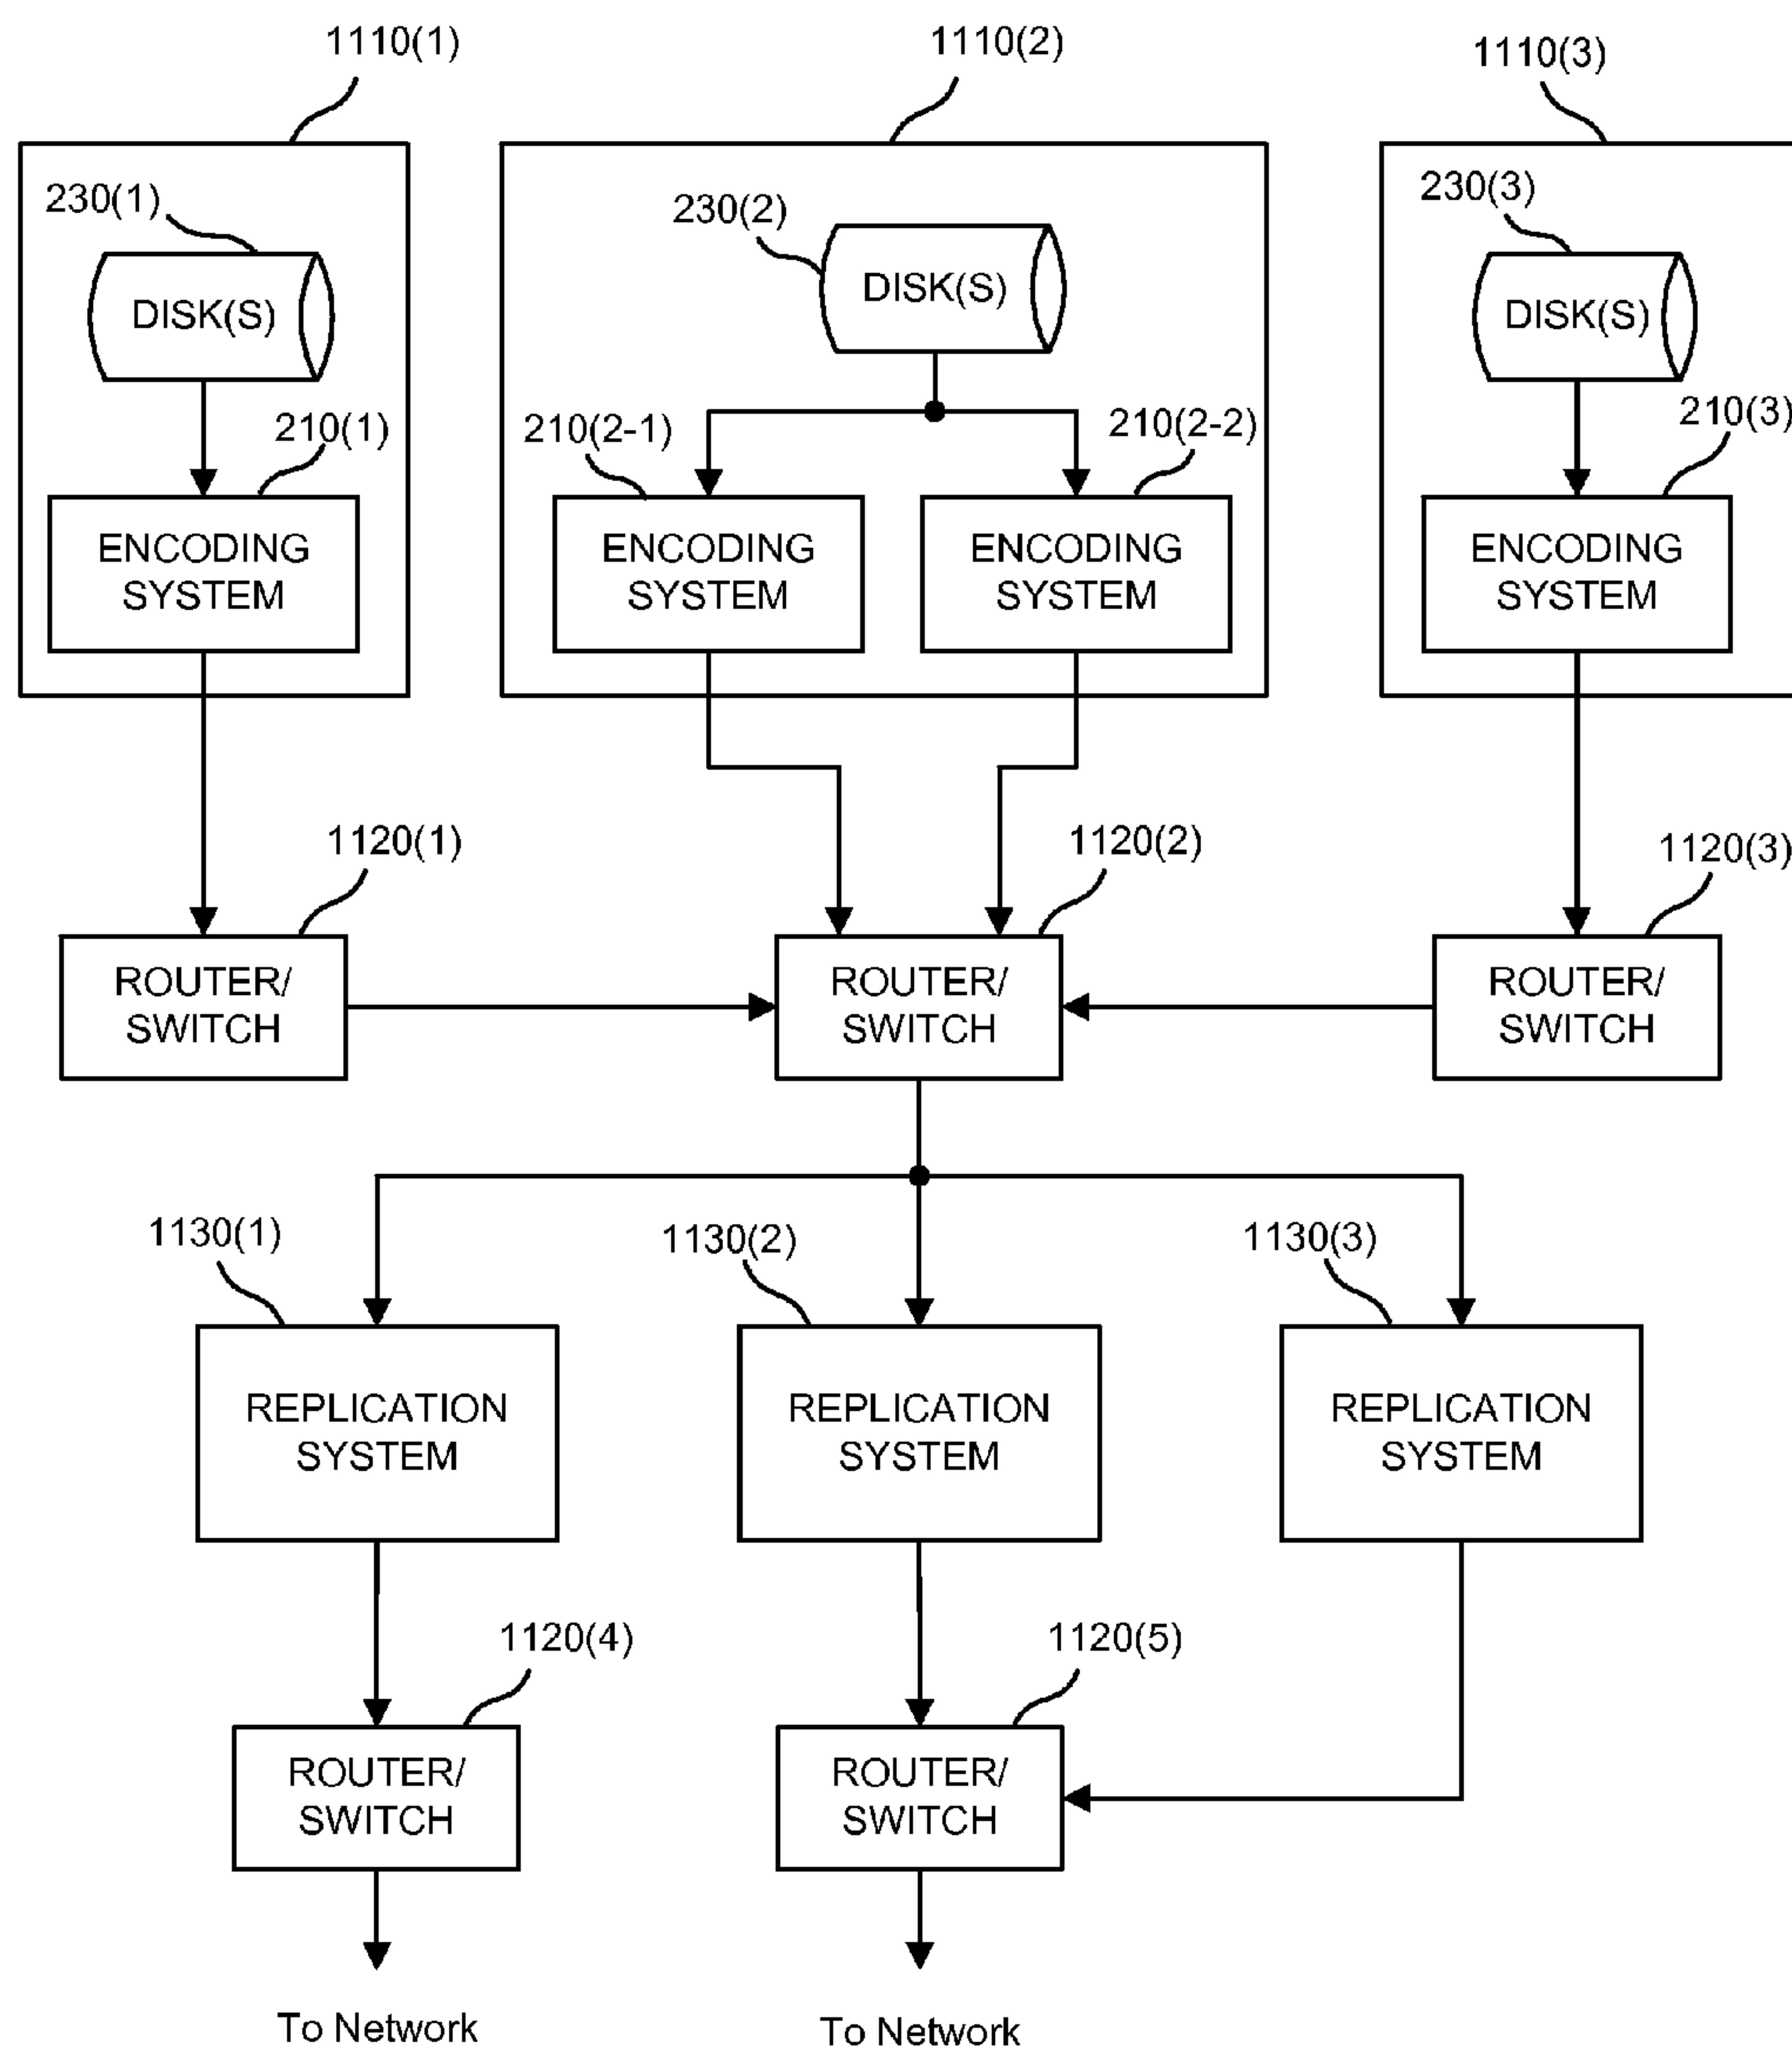 1110(1)
1110(2)
1110(3)
230(1)
230(2)
230(3)
DISK(S)
DISK(S)
DISK(S)
210(1)
210(2-1)
210(2-2)
210(3)
ENCODING
SYSTEM
ENCODING
SYSTEM
ENCODING
SYSTEM
ENCODING
SYSTEM
1120(1)
1120(2)
1120(3)
ROUTER/
SWITCH
ROUTER/
SWITCH
ROUTER/
SWITCH
1130(1)
1130(2)
1130(3)
REPLICATION
SYSTEM
REPLICATION
SYSTEM
REPLICATION
SYSTEM
1120(4)
1120(5)
ROUTER/
SWITCH
ROUTER/
SWITCH
To Network
To Network